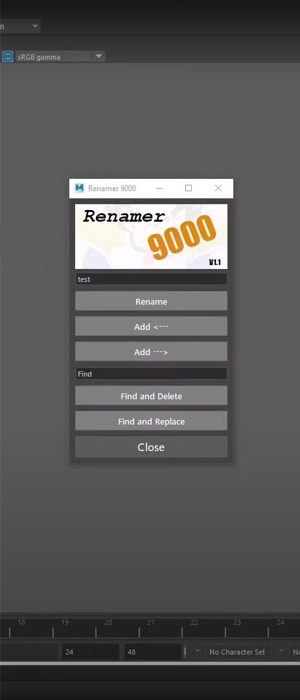 n
sRGB gamma
Renamer 9000
Renamer
9000
V1.1
test
Rename
Add <---
Add --->
Find
Find and Delete
Find and Replace
Close
18 19 20 21 22 23 24
24 48 No Character Set N